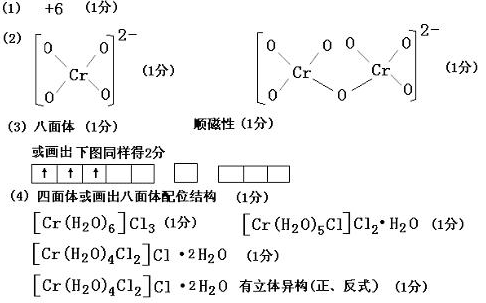 (1) +6 (1分)
(2) [O O Cr O O]2− (1分) [O O O O Cr Cr O O O]2− (1分)
(3) 八面体 (1分) 顺磁性 (1分)
或画出下图同样得2分
↑ ↑ ↑
(4) 四面体或画出八面体配位结构 (1分)
[Cr(H₂O)₆]Cl₃ (1分) [Cr(H₂O)₅Cl]Cl₂•H₂O (1分)
[Cr(H₂O)₄Cl₂]Cl •2H₂O (1分)
[Cr(H₂O)₄Cl₂]Cl •2H₂O 有立体异构(正、反式) (1分)